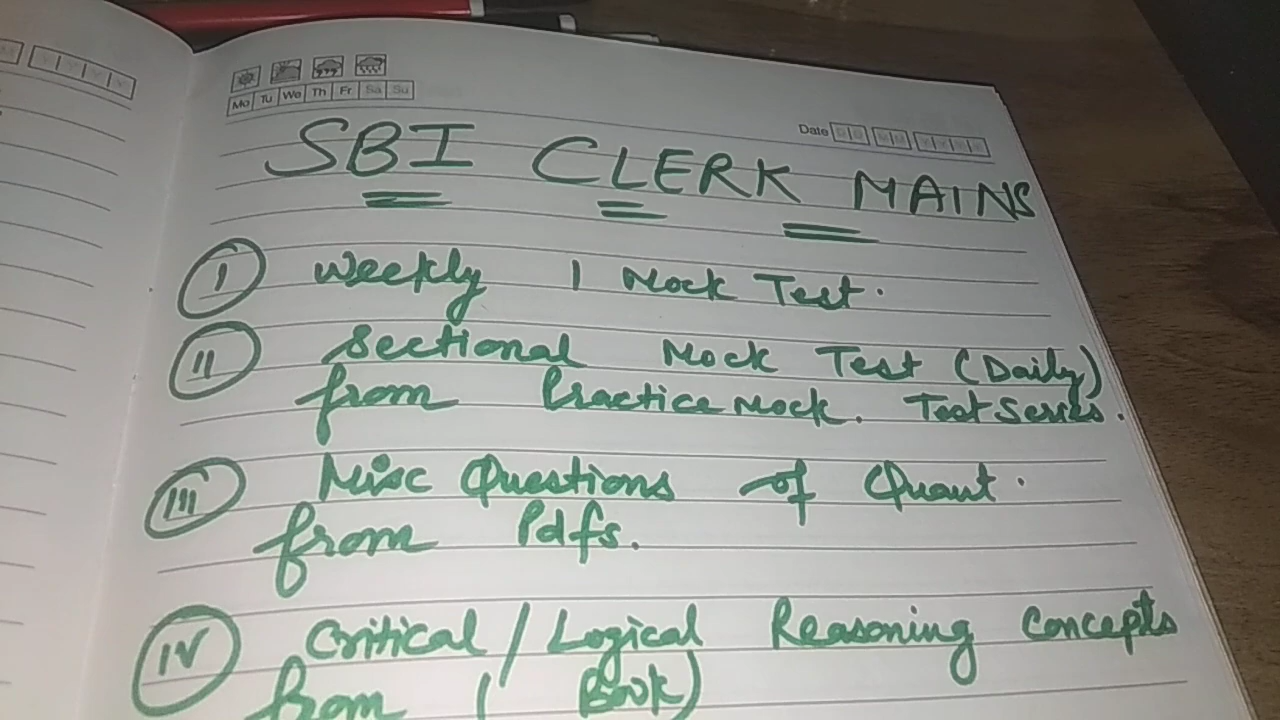 Mo Tu We Th Fr Sa Su
Date
SBI CLERK MAINS
I Weekly 1 Mock Test.
II Sectional Mock Test (Daily)
from Practice Mock. Test Series.
III Misc Questions of Quant.
from Pdfs.
IV Critical / Logical Reasoning Concepts
from ( Book)